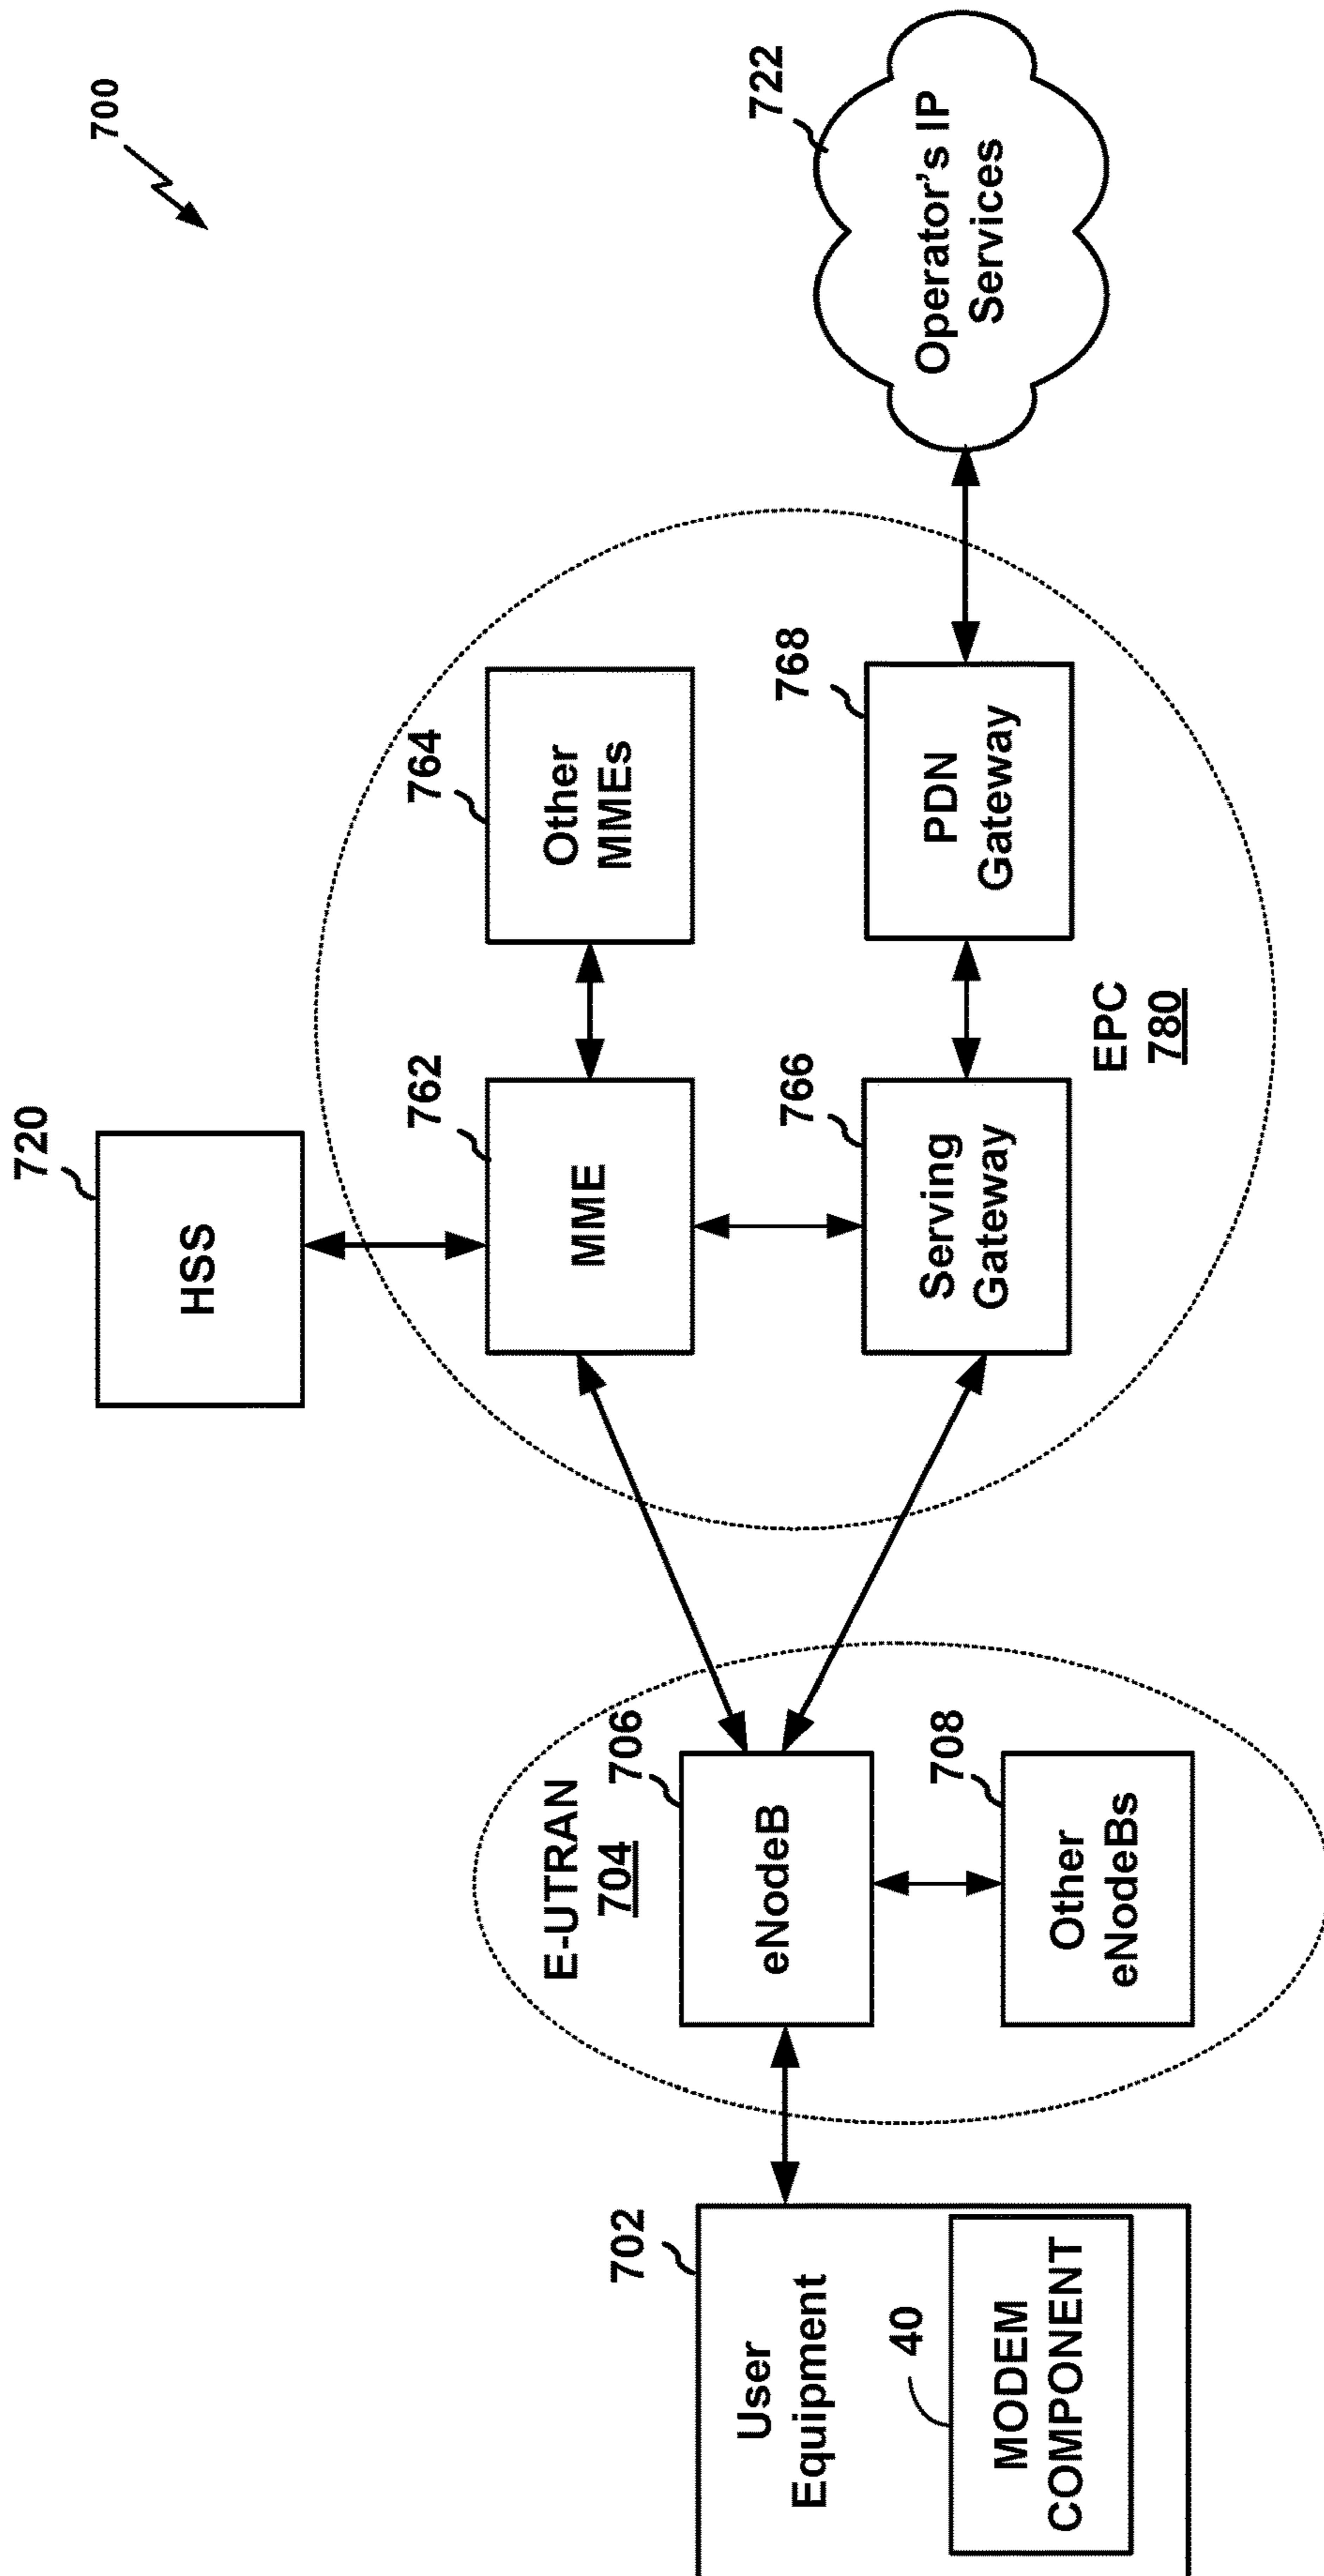 700
720
HSS
722
Operator's IP
Services
762
MME
764
Other
MMEs
766
Serving
Gateway
768
PDN
Gateway
EPC
780
E-UTRAN
704
706
eNodeB
708
Other
eNodeBs
702
User
Equipment
40
MODEM
COMPONENT